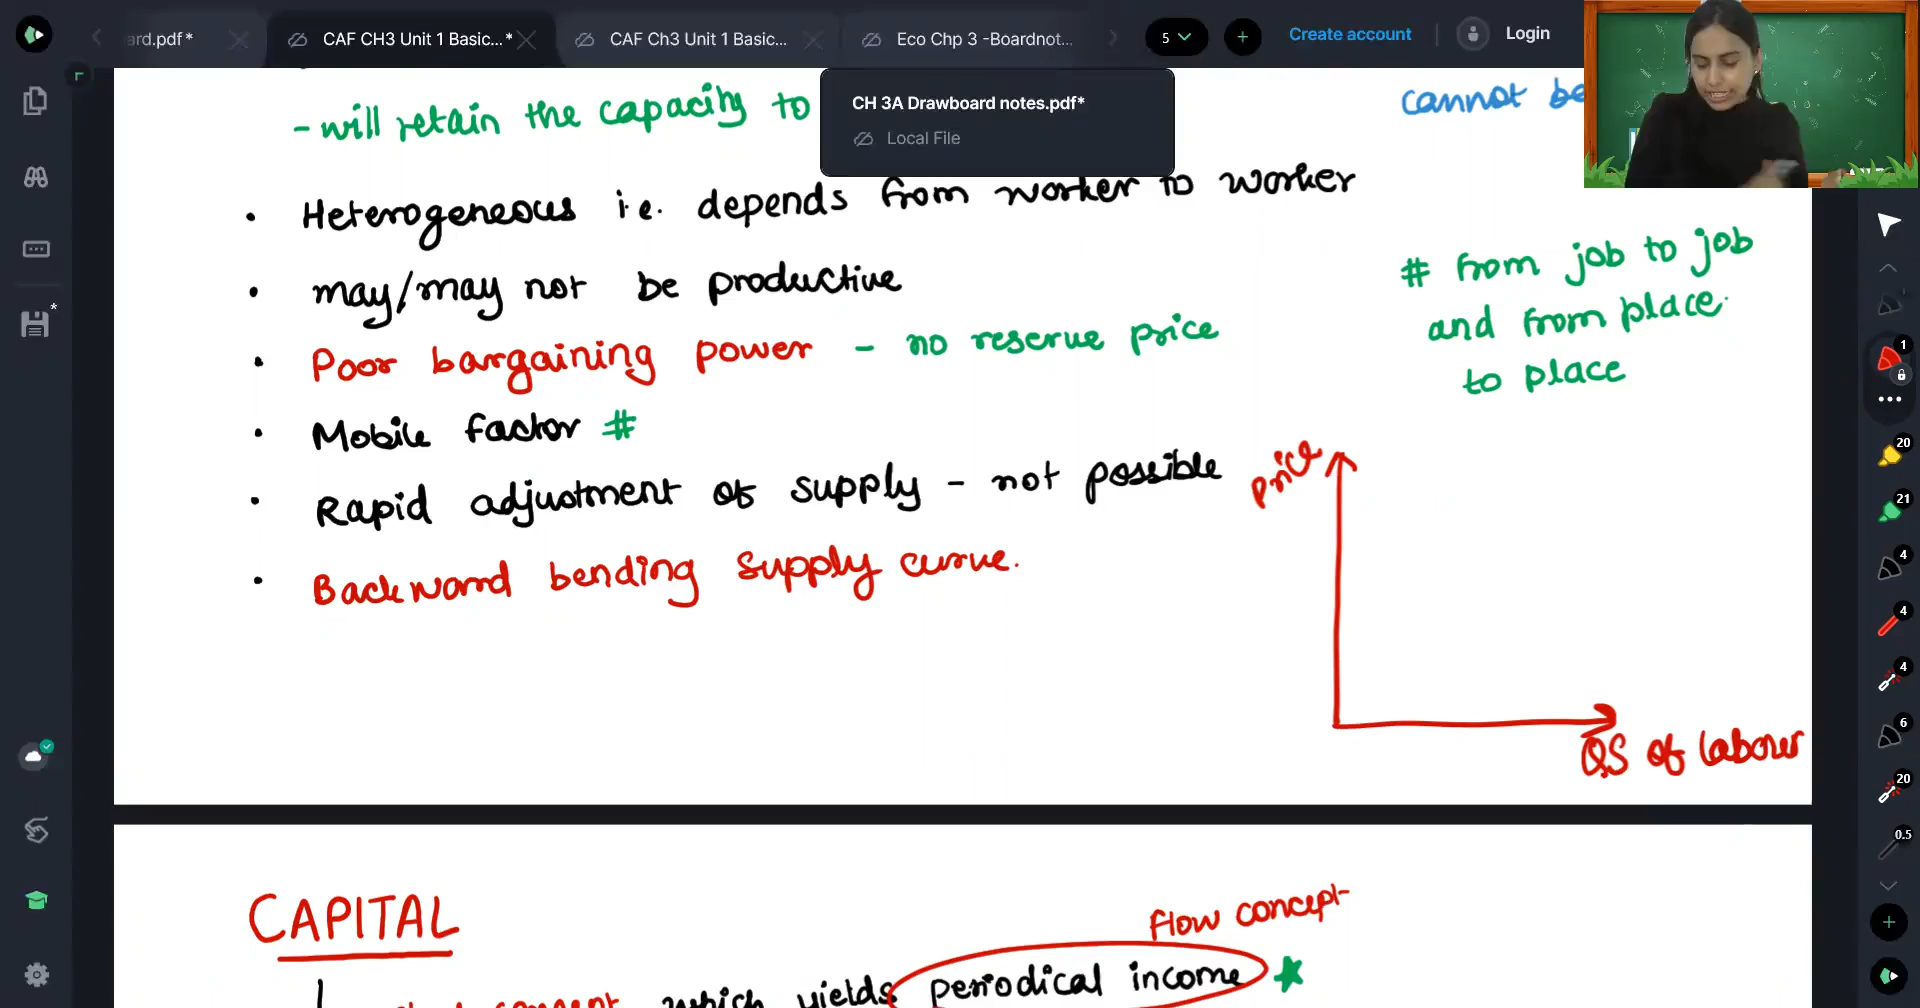 ard.pdf*
CAF CH3 Unit 1 Basic...*
CAF Ch3 Unit 1 Basic...
Eco Chp 3 -Boardnot...
5
Create account
Login
CH 3A Drawboard notes.pdf*
Local File
- will retain the capacity to
cannot be
• Heterogeneous i.e. depends from worker to worker
• may/may not be productive
# from job to job
and from place
to place
• Poor bargaining power - no reserve price
• Mobile factor #
• Rapid adjustment of supply - not possible
• Backward bending supply curve.
price
QS of labour
CAPITAL
flow concept
which yields periodical income
1
20
21
4
4
4
6
20
0.5